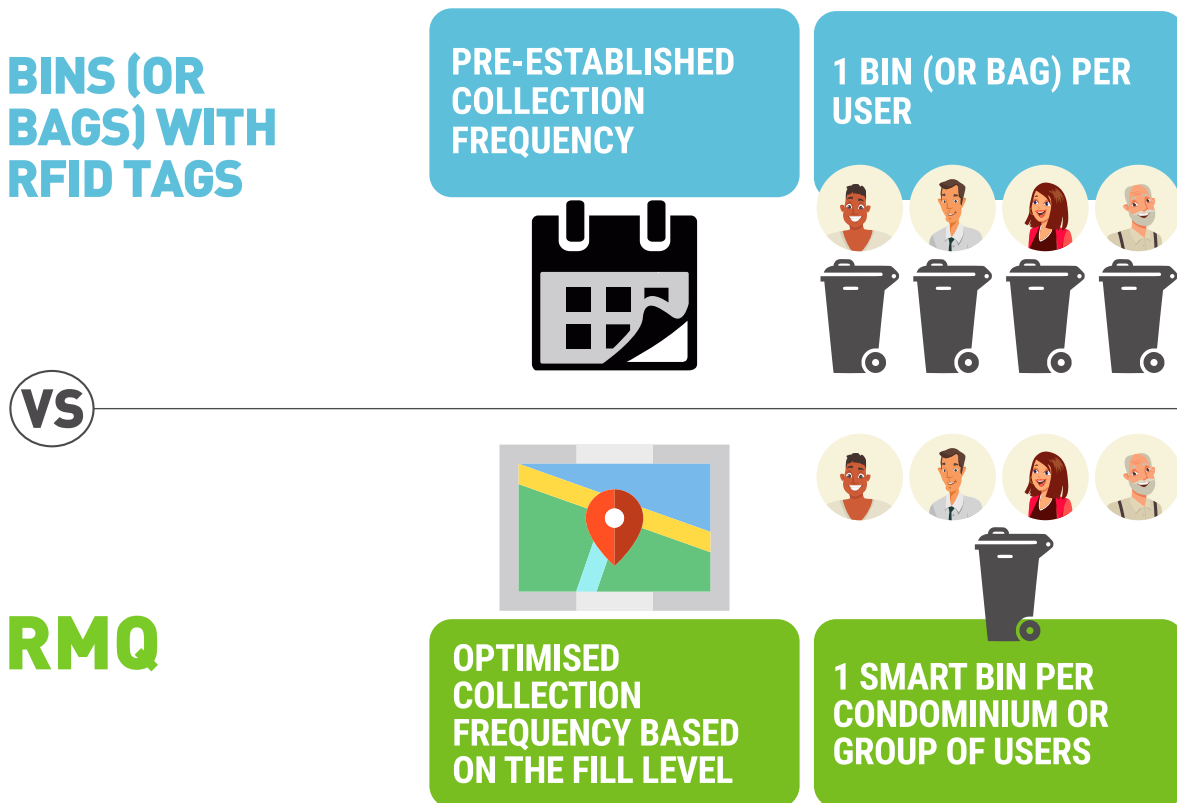 BINS (OR
BAGS) WITH
RFID TAGS
PRE-ESTABLISHED
COLLECTION
FREQUENCY
1 BIN (OR BAG) PER
USER
VS
RMQ
OPTIMISED
COLLECTION
FREQUENCY BASED
ON THE FILL LEVEL
1 SMART BIN PER
CONDOMINIUM OR
GROUP OF USERS